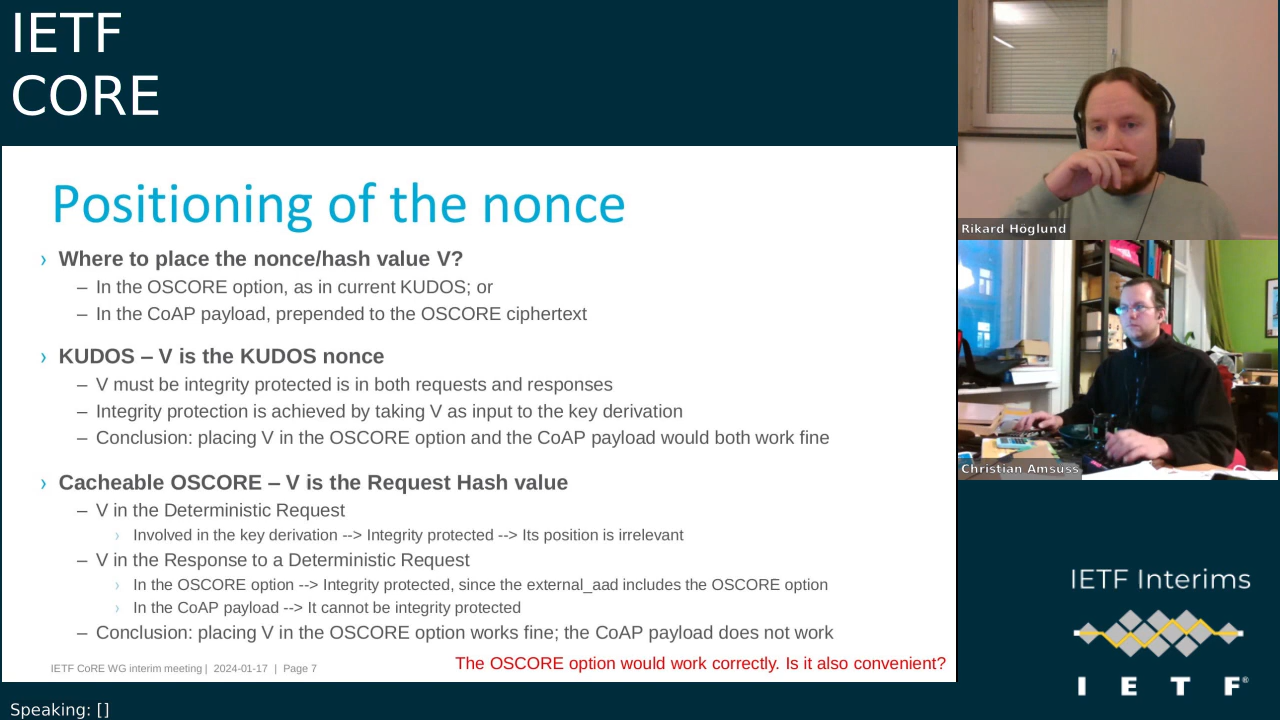 IETF
CORE
Positioning of the nonce
› Where to place the nonce/hash value V?
– In the OSCORE option, as in current KUDOS; or
– In the CoAP payload, prepended to the OSCORE ciphertext
› KUDOS – V is the KUDOS nonce
– V must be integrity protected is in both requests and responses
– Integrity protection is achieved by taking V as input to the key derivation
– Conclusion: placing V in the OSCORE option and the CoAP payload would both work fine
› Cacheable OSCORE – V is the Request Hash value
– V in the Deterministic Request
› Involved in the key derivation --> Integrity protected --> Its position is irrelevant
– V in the Response to a Deterministic Request
› In the OSCORE option --> Integrity protected, since the external_aad includes the OSCORE option
› In the CoAP payload --> It cannot be integrity protected
– Conclusion: placing V in the OSCORE option works fine; the CoAP payload does not work
The OSCORE option would work correctly. Is it also convenient?
IETF CoRE WG interim meeting | 2024-01-17 | Page 7
Rikard Höglund
Christian Amsuss
IETF Interims
I E T F®
Speaking: []